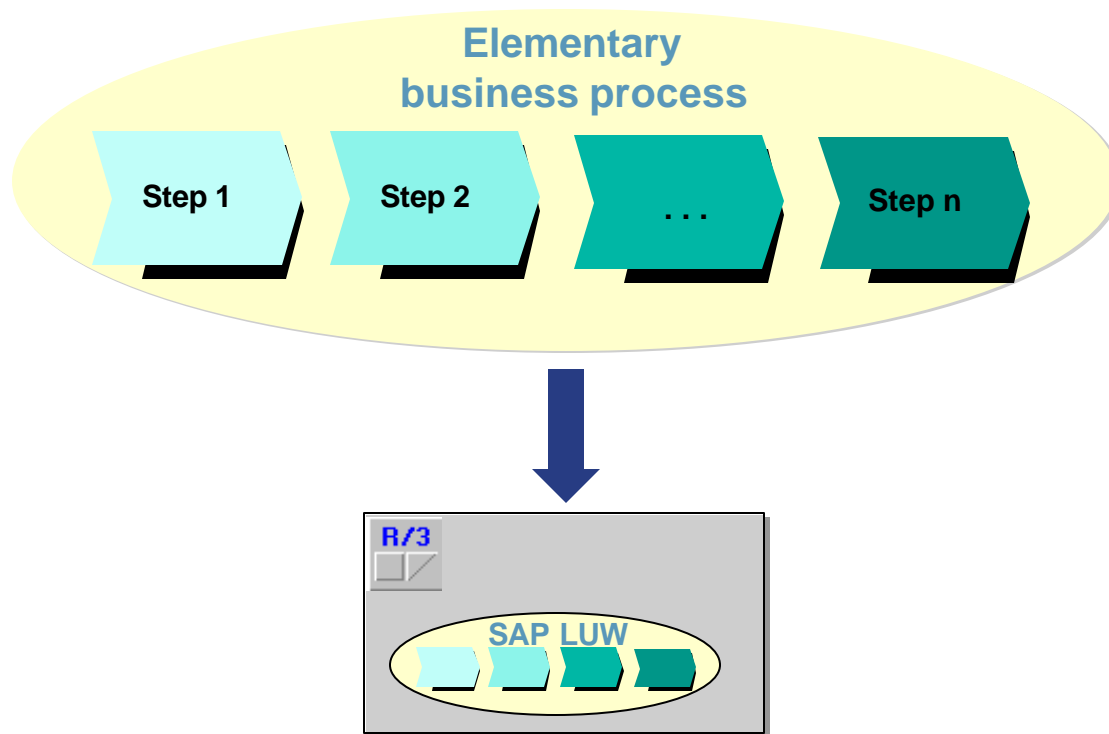 Elementary
business process
Step 1
Step 2
. . .
Step n
R/3
SAP LUW